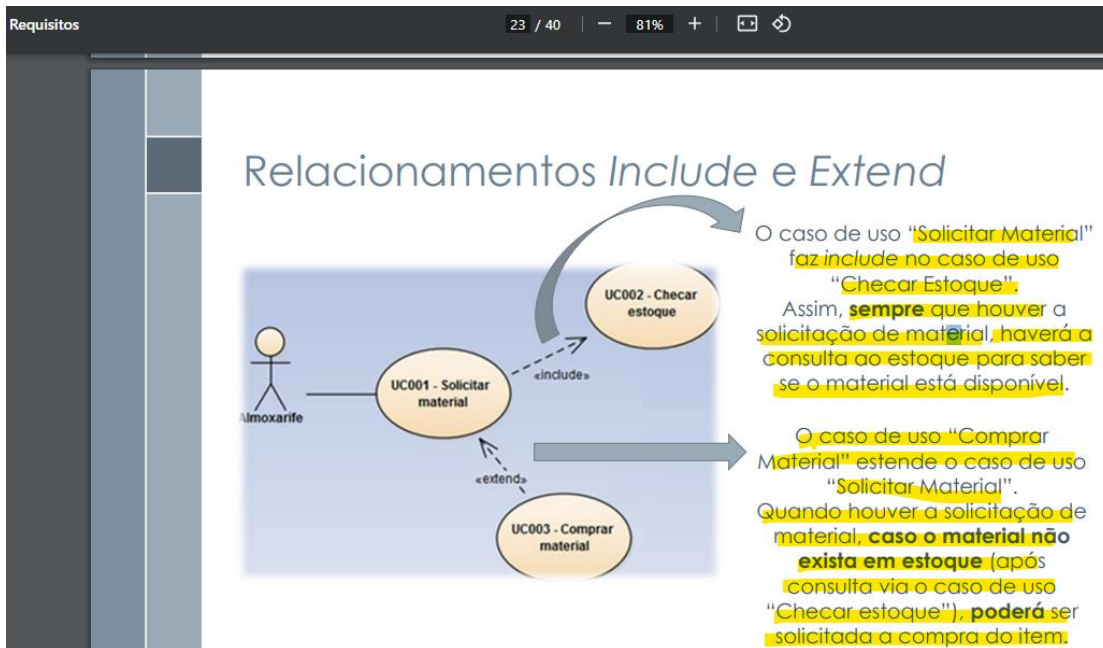 Requisitos
23 / 40
81%
Relacionamentos Include e Extend
O caso de uso “Solicitar Material”
faz include no caso de uso
“Checar Estoque”.
Assim, sempre que houver a
solicitação de material, haverá a
consulta ao estoque para saber
se o material está disponível.
O caso de uso “Comprar
Material” estende o caso de uso
“Solicitar Material”.
Quando houver a solicitação de
material, caso o material não
exista em estoque (após
consulta via o caso de uso
“Checar estoque”), poderá ser
solicitada a compra do item.
UC002 - Checar
estoque
«include»
UC001 - Solicitar
material
Almoxarife
«extend»
UC003 - Comprar
material